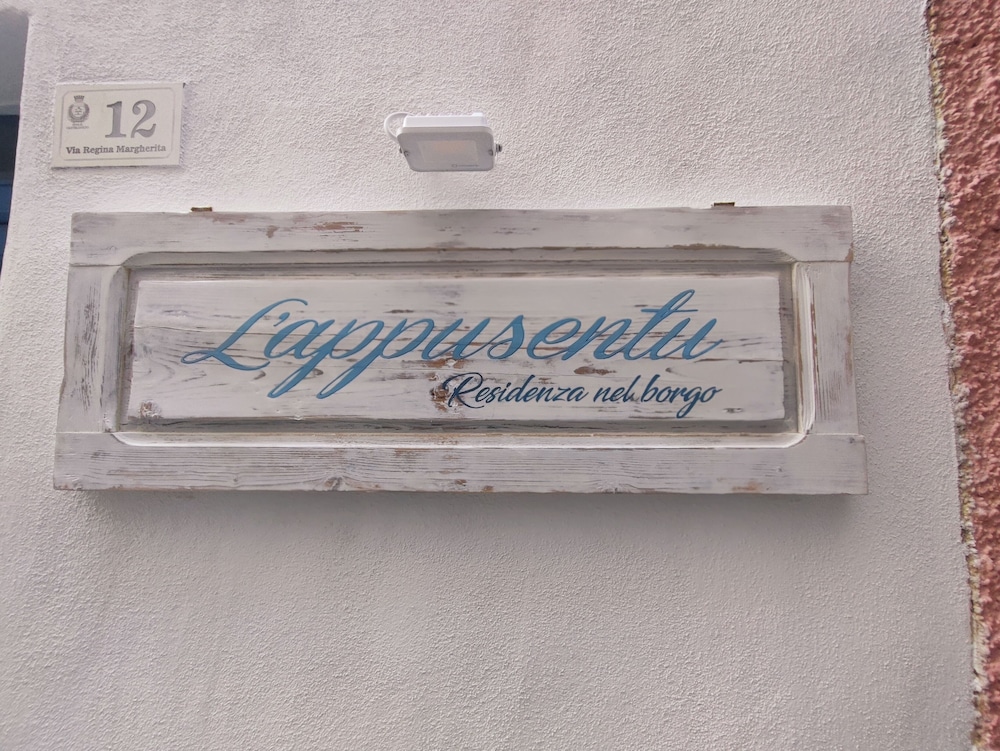 12
Via Regina Margherita
L'appusentu
Residenza nel borgo